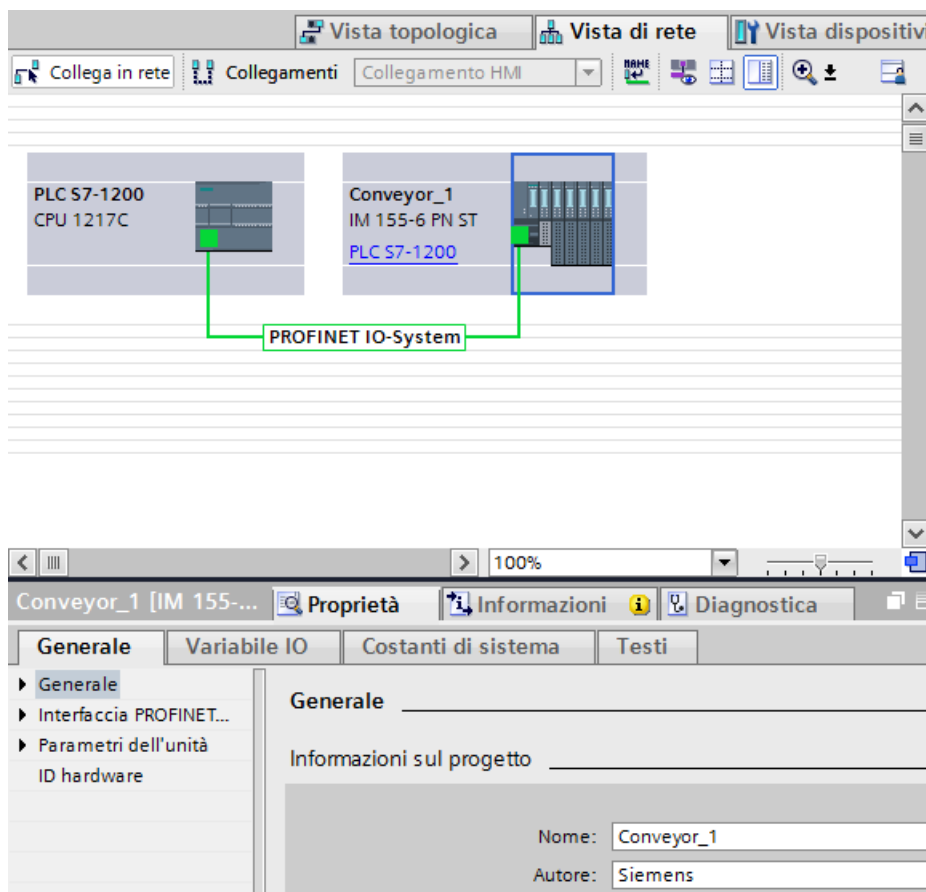 Vista topologica Vista di rete Vista dispositivi
Collega in rete Collegamenti Collegamento HMI NAME
PLC S7-1200
CPU 1217C
Conveyor_1
IM 155-6 PN ST
PLC S7-1200
PROFINET IO-System
100%
Conveyor_1 [IM 155-... Proprietà Informazioni Diagnostica
Generale Variabile IO Costanti di sistema Testi
Generale
Interfaccia PROFINET...
Parametri dell'unità
ID hardware
Generale
Informazioni sul progetto
Nome: Conveyor_1
Autore: Siemens